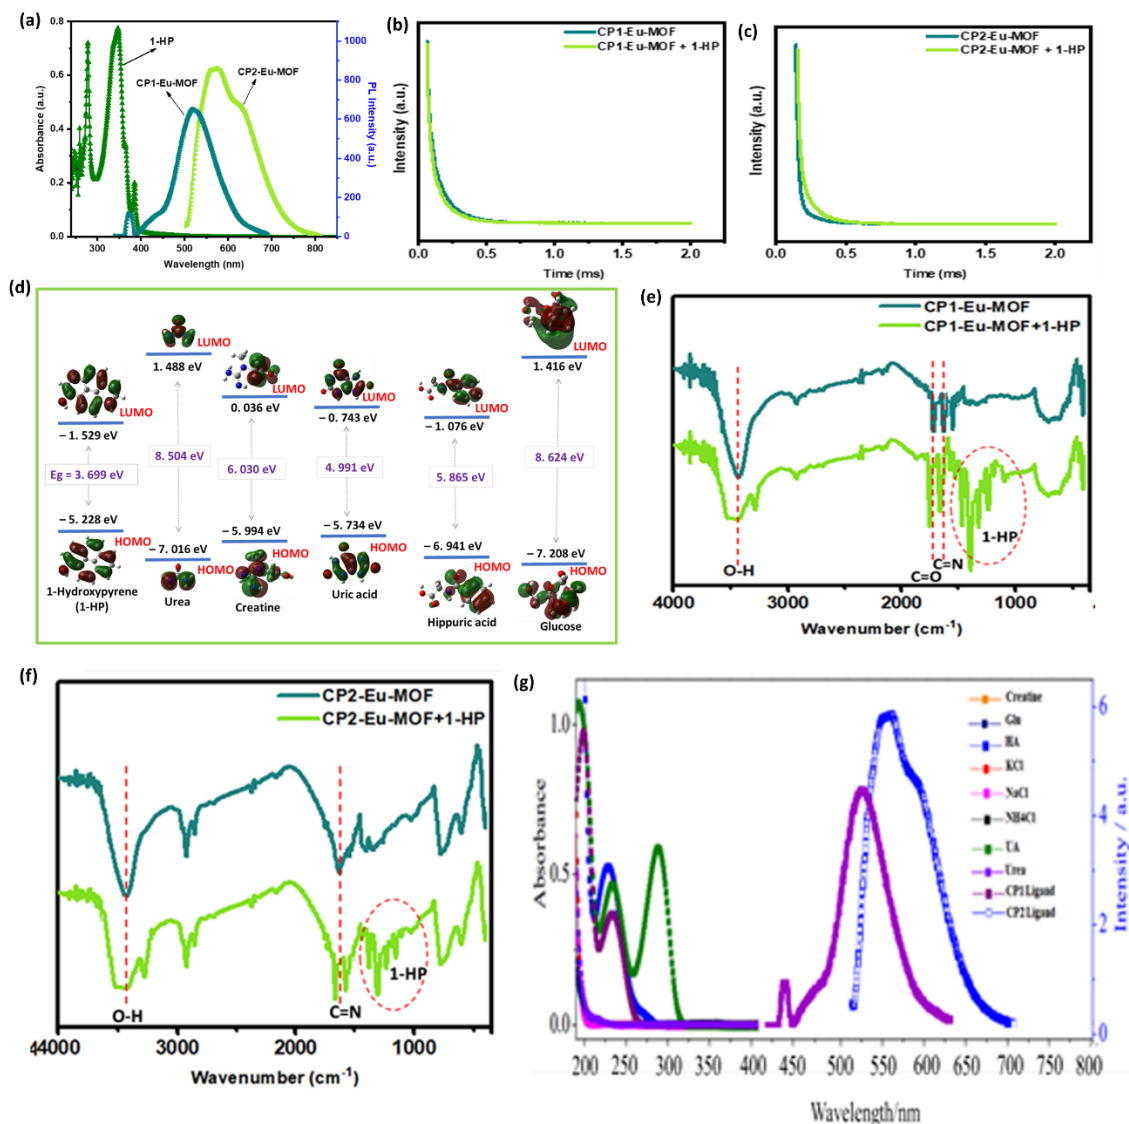 (a)
1-HP
CP1-Eu-MOF
CP2-Eu-MOF
Absorbance (a.u.)
PL Intensity (a.u.)
0.8
0.6
0.4
0.2
0.0
1000
800
600
400
200
0
300 400 500 600 700 800
Wavelength (nm)
(b)
CP1-Eu-MOF
CP1-Eu-MOF + 1-HP
Intensity (a.u.)
0.0 0.5 1.0 1.5 2.0
Time (ms)
(c)
CP2-Eu-MOF
CP2-Eu-MOF + 1-HP
Intensity (a.u.)
0.0 0.5 1.0 1.5 2.0
Time (ms)
(d)
LUMO
− 1.529 eV
Eg = 3. 699 eV
− 5.228 eV
HOMO
1-Hydroxypyrene
(1-HP)
LUMO
1. 488 eV
8. 504 eV
− 7.016 eV
HOMO
Urea
LUMO
0.036 eV
6. 030 eV
− 5.994 eV
HOMO
Creatine
LUMO
− 0. 743 eV
4. 991 eV
− 5.734 eV
HOMO
Uric acid
LUMO
− 1.076 eV
5. 865 eV
− 6.941 eV
HOMO
Hippuric acid
LUMO
1.416 eV
8. 624 eV
− 7.208 eV
HOMO
Glucose
(e)
CP1-Eu-MOF
CP1-Eu-MOF+1-HP
1-HP
O-H
C=N
C=O
4000 3000 2000 1000
Wavenumber (cm⁻¹)
(f)
CP2-Eu-MOF
CP2-Eu-MOF+1-HP
1-HP
O-H
C=N
44000 3000 2000 1000
Wavenumber (cm⁻¹)
(g)
Creatine
Glu
HA
KCl
NaCl
NH4Cl
UA
Urea
CP1 Ligand
CP2 Ligand
Absorbance
Intensity / a.u.
1.0
0.5
0.0
6
4
2
0
200 250 300 350 400 450 500 550 600 650 700 750 800
Wavelength/nm